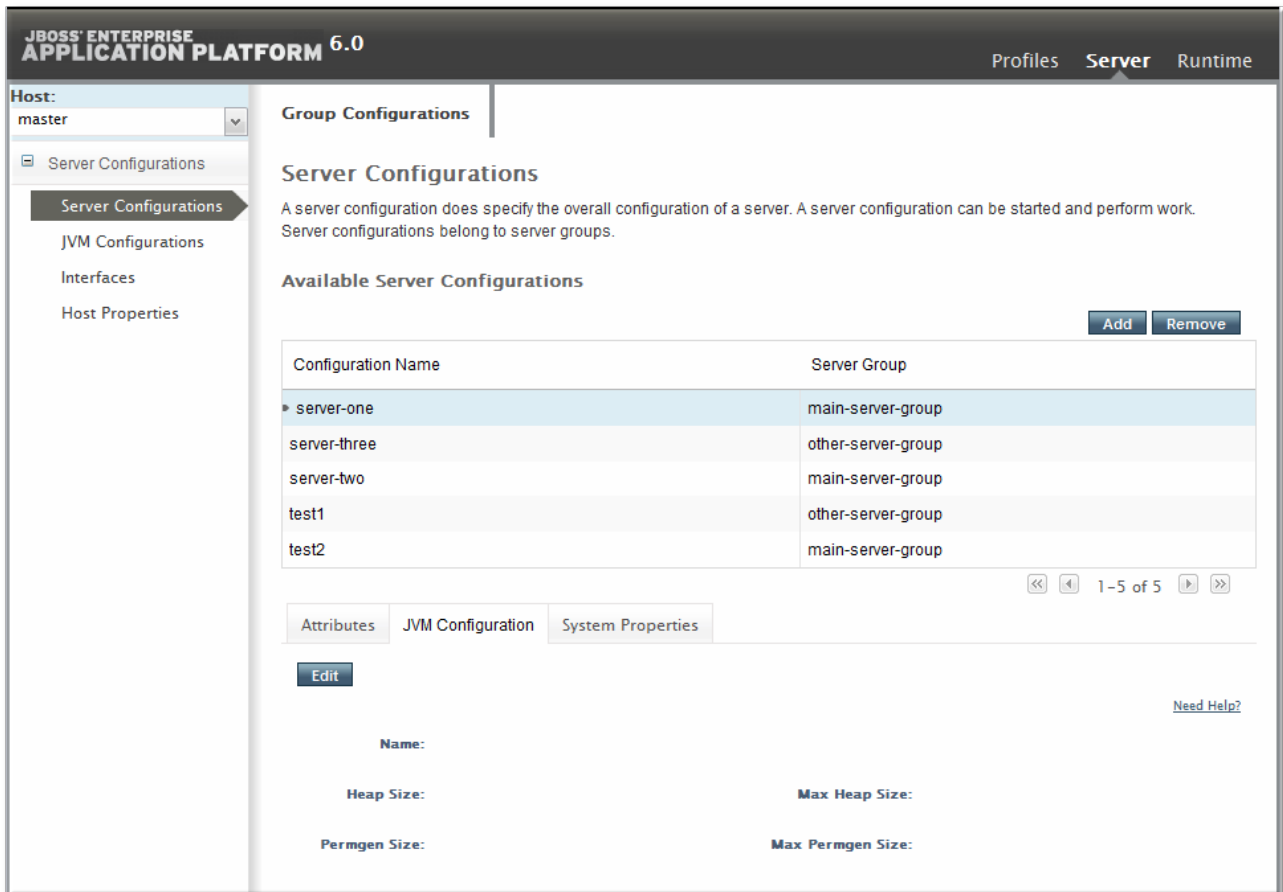 JBOSS' ENTERPRISE
APPLICATION PLATFORM 6.0
Profiles Server Runtime
Host:
master
Server Configurations
Server Configurations
JVM Configurations
Interfaces
Host Properties
Group Configurations
Server Configurations
A server configuration does specify the overall configuration of a server. A server configuration can be started and perform work.
Server configurations belong to server groups.
Available Server Configurations
Add Remove
Configuration Name Server Group
server-one main-server-group
server-three other-server-group
server-two main-server-group
test1 other-server-group
test2 main-server-group
1-5 of 5
Attributes JVM Configuration System Properties
Edit
Need Help?
Name:
Heap Size: Max Heap Size:
Permgen Size: Max Permgen Size: